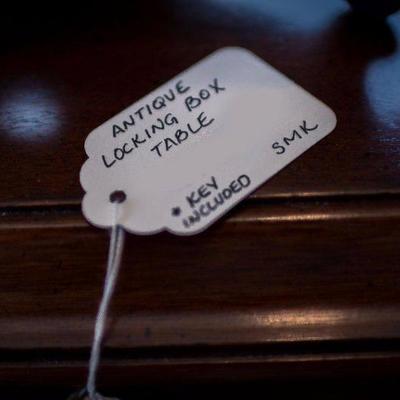 ANTIQUE
LOCKING BOX
TABLE
SMK
• KEY
INCLUDED